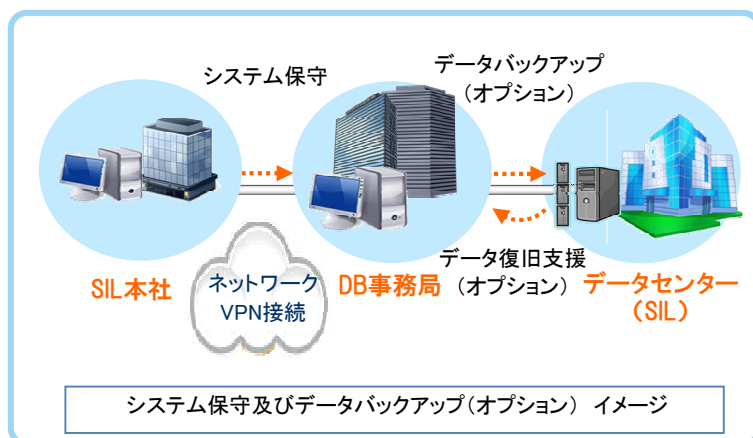 システム保守
データバックアップ
（オプション）
SIL本社
ネットワーク
VPN接続
DB事務局
データ復旧支援
（オプション）
データセンター
（SIL）
システム保守及びデータバックアップ（オプション） イメージ